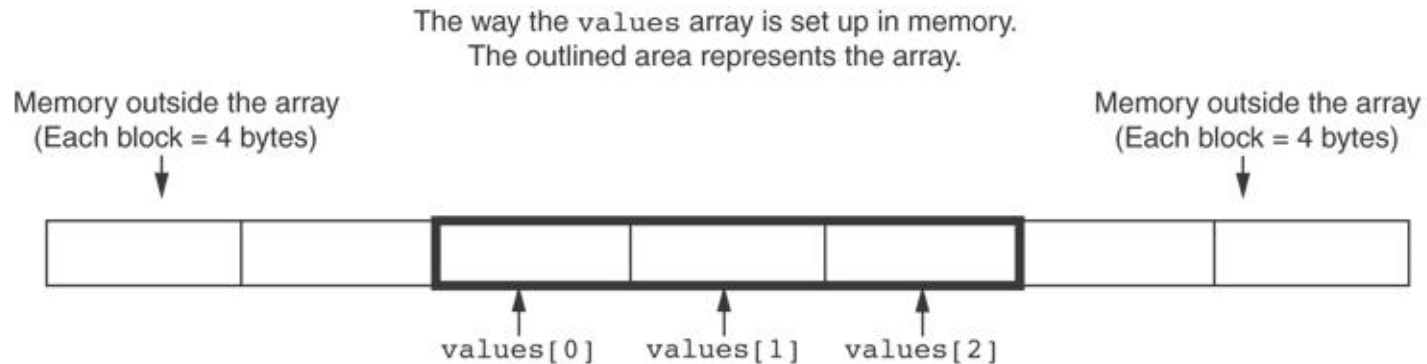 The way the values array is set up in memory.
The outlined area represents the array.
Memory outside the array
(Each block = 4 bytes)
Memory outside the array
(Each block = 4 bytes)
values[0]
values[1]
values[2]